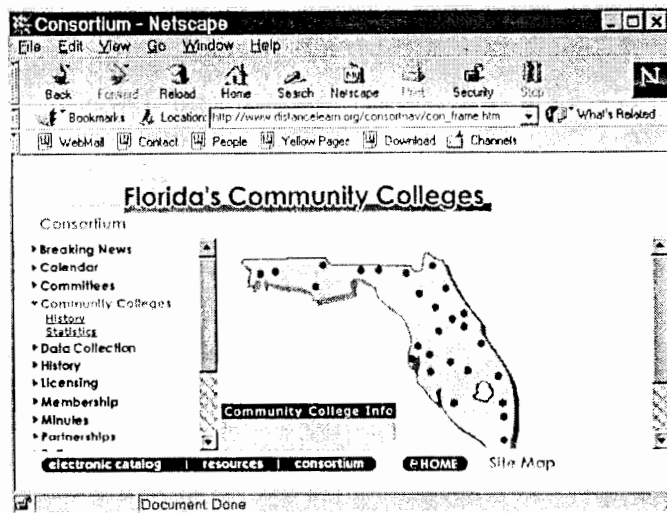 Consortium - Netscape
File Edit View Go Window Help
Back Forward Reload Home Search Netscape Print Security Stop
N
Bookmarks Location: http://www.distancelearn.org/consortnav/con_frame.htm What's Related
WebMail Contact People Yellow Pages Download Channels
Florida's Community Colleges
Consortium
Breaking News
Calendar
Committees
Community Colleges
History
Statistics
Data Collection
History
Licensing
Membership
Minutes
Partnerships
Community College Info
electronic catalog | resources | consortium eHOME Site Map
Document Done